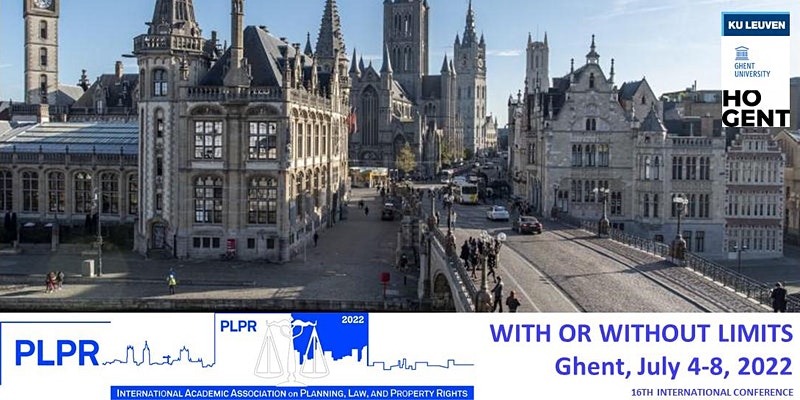 KU LEUVEN
GHENT
UNIVERSITY
HO
GENT
PLPR
PLPR
2022
INTERNATIONAL ACADEMIC ASSOCIATION ON PLANNING, LAW, AND PROPERTY RIGHTS
WITH OR WITHOUT LIMITS
Ghent, July 4-8, 2022
16TH INTERNATIONAL CONFERENCE